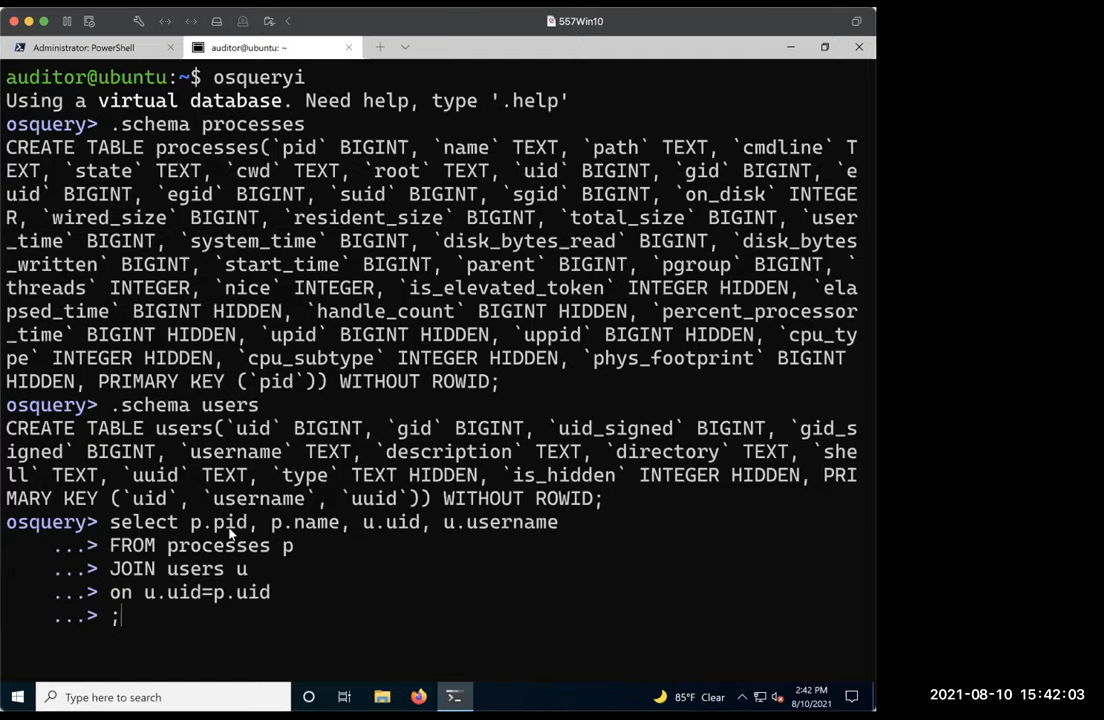 557Win10
Administrator: PowerShell
auditor@ubuntu: ~
auditor@ubuntu:~$ osqueryi
Using a virtual database. Need help, type '.help'
osquery> .schema processes
CREATE TABLE processes(`pid` BIGINT, `name` TEXT, `path` TEXT, `cmdline` T
EXT, `state` TEXT, `cwd` TEXT, `root` TEXT, `uid` BIGINT, `gid` BIGINT, `e
uid` BIGINT, `egid` BIGINT, `suid` BIGINT, `sgid` BIGINT, `on_disk` INTEGE
R, `wired_size` BIGINT, `resident_size` BIGINT, `total_size` BIGINT, `user
_time` BIGINT, `system_time` BIGINT, `disk_bytes_read` BIGINT, `disk_bytes
_written` BIGINT, `start_time` BIGINT, `parent` BIGINT, `pgroup` BIGINT, `
threads` INTEGER, `nice` INTEGER, `is_elevated_token` INTEGER HIDDEN, `ela
psed_time` BIGINT HIDDEN, `handle_count` BIGINT HIDDEN, `percent_processor
_time` BIGINT HIDDEN, `upid` BIGINT HIDDEN, `uppid` BIGINT HIDDEN, `cpu_ty
pe` INTEGER HIDDEN, `cpu_subtype` INTEGER HIDDEN, `phys_footprint` BIGINT
HIDDEN, PRIMARY KEY (`pid`)) WITHOUT ROWID;
osquery> .schema users
CREATE TABLE users(`uid` BIGINT, `gid` BIGINT, `uid_signed` BIGINT, `gid_s
igned` BIGINT, `username` TEXT, `description` TEXT, `directory` TEXT, `she
ll` TEXT, `uuid` TEXT, `type` TEXT HIDDEN, `is_hidden` INTEGER HIDDEN, PRI
MARY KEY (`uid`, `username`, `uuid`)) WITHOUT ROWID;
osquery> select p.pid, p.name, u.uid, u.username
...> FROM processes p
...> JOIN users u
...> on u.uid=p.uid
...> ;
Type here to search
85°F Clear
2:42 PM
8/10/2021
2021-08-10 15:42:03